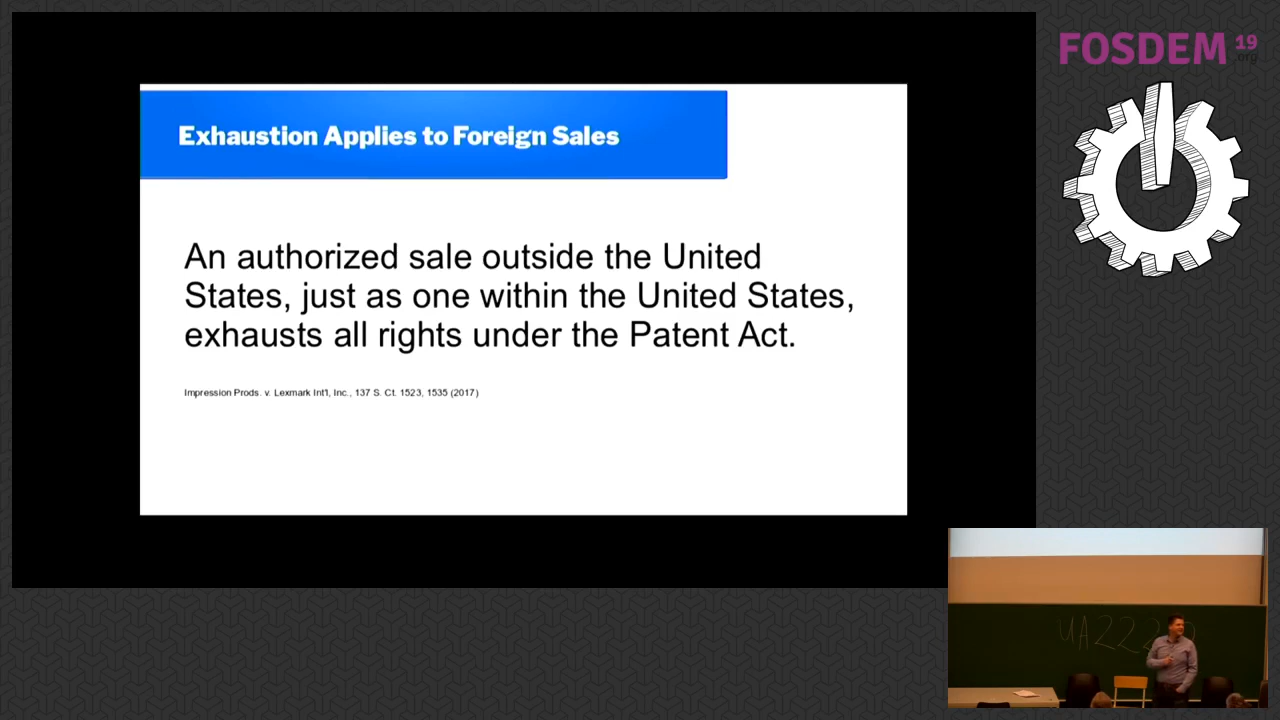 FOSDEM 19
.org
Exhaustion Applies to Foreign Sales
An authorized sale outside the United
States, just as one within the United States,
exhausts all rights under the Patent Act.
Impression Prods. v. Lexmark Int'l, Inc., 137 S. Ct. 1523, 1535 (2017)